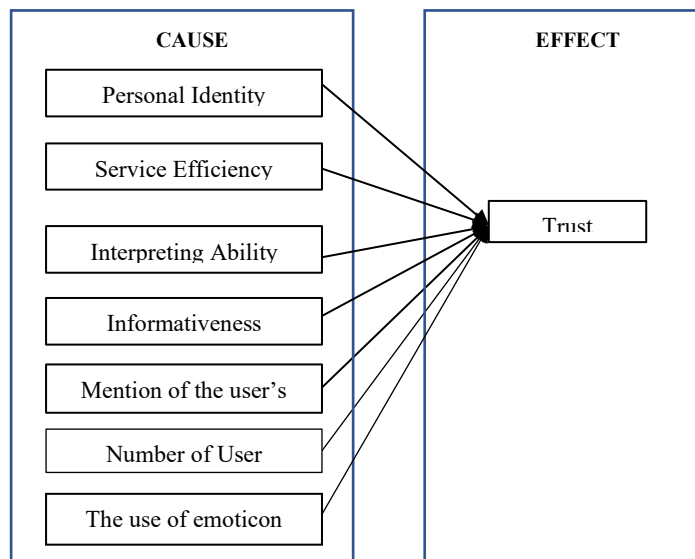 CAUSE
EFFECT
Personal Identity
Service Efficiency
Trust
Interpreting Ability
Informativeness
Mention of the user's
Number of User
The use of emoticon